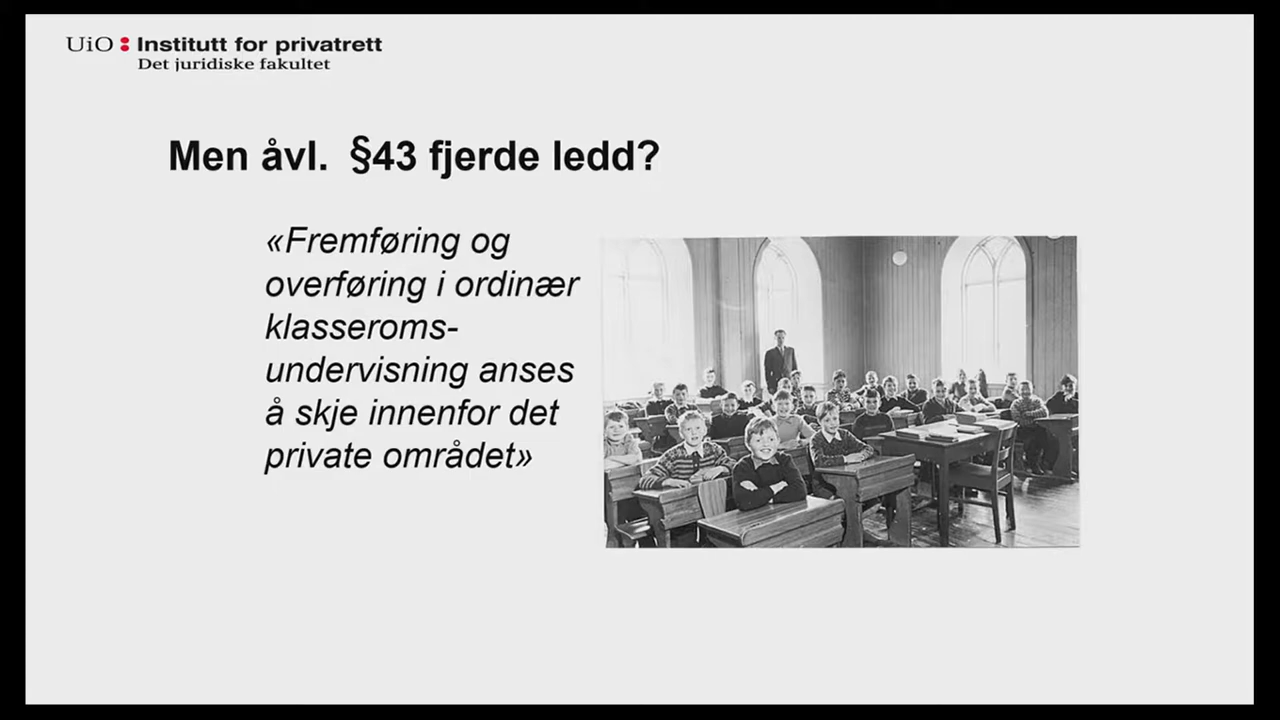 UiO : Institutt for privatrett
Det juridiske fakultet
Men åvl. §43 fjerde ledd?
«Fremføring og
overføring i ordinær
klasseroms-
undervisning anses
å skje innenfor det
private området»